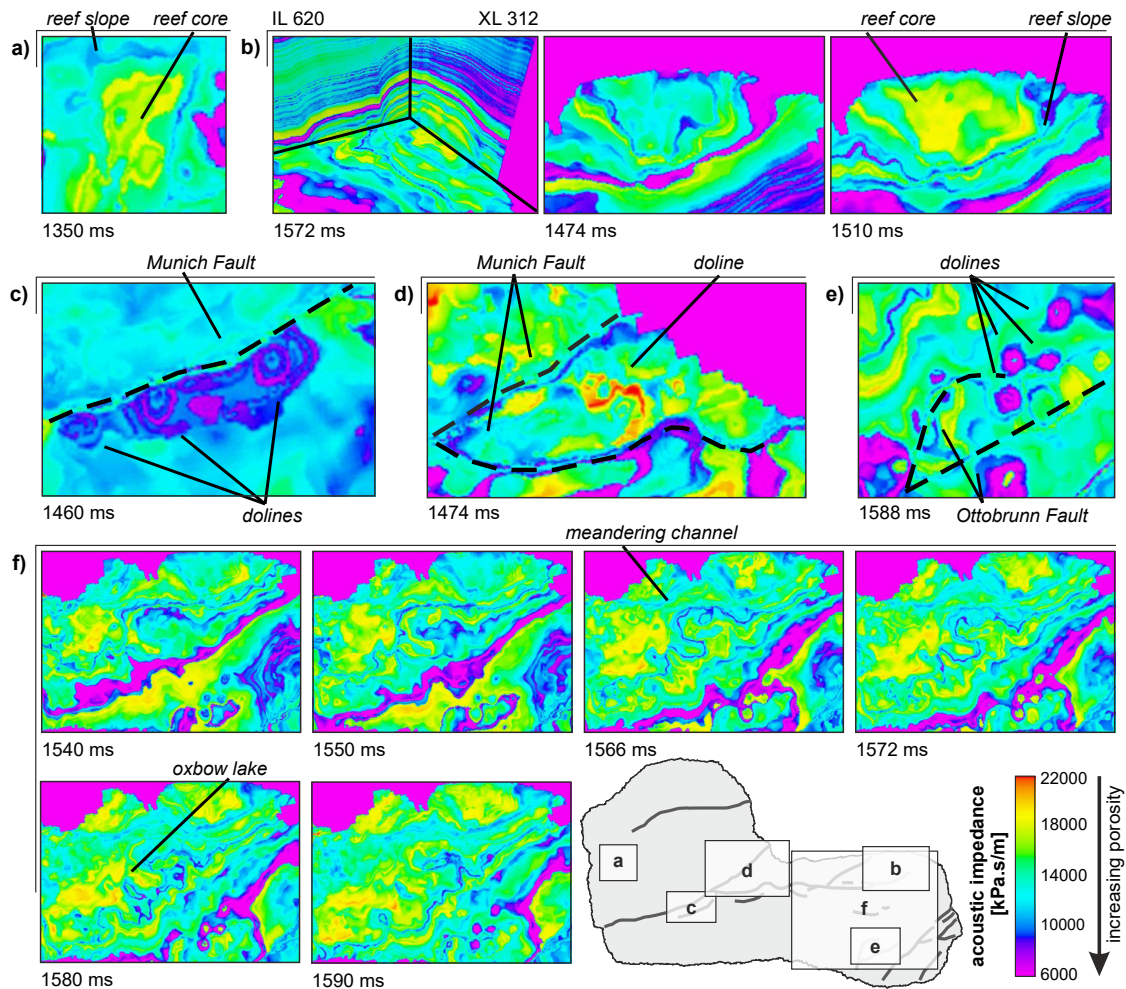 reef slope reef core
a)
1350 ms
b)
IL 620 XL 312
1572 ms
1474 ms
reef core reef slope
1510 ms
c)
Munich Fault
1460 ms
dolines
d)
Munich Fault doline
1474 ms
e)
dolines
1588 ms
Ottobrunn Fault
f)
meandering channel
1540 ms
1550 ms
1566 ms
1572 ms
oxbow lake
1580 ms
1590 ms
a
b
c
d
e
f
acoustic impedance
[kPa.s/m]
22000
18000
14000
10000
6000
increasing porosity